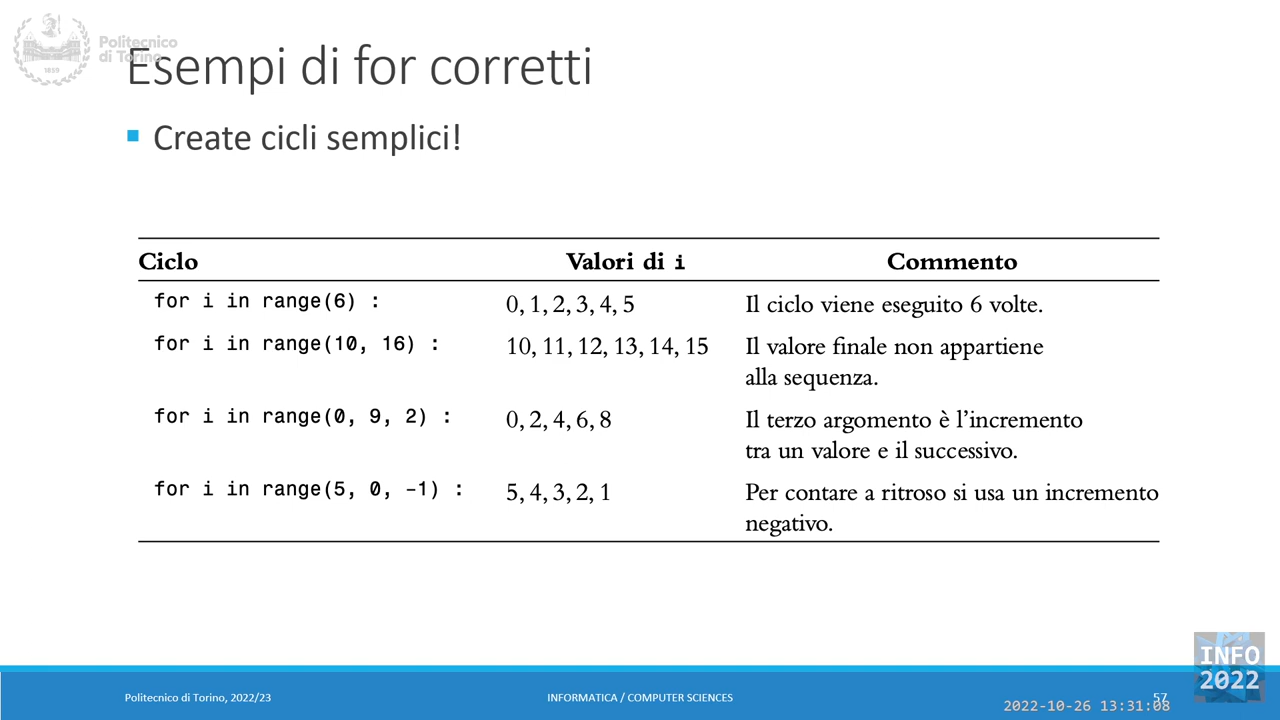 Politecnico
di Torino
1859
Esempi di for corretti
Create cicli semplici!
Ciclo Valori di i Commento
for i in range(6) : 0, 1, 2, 3, 4, 5 Il ciclo viene eseguito 6 volte.
for i in range(10, 16) : 10, 11, 12, 13, 14, 15 Il valore finale non appartiene
alla sequenza.
for i in range(0, 9, 2) : 0, 2, 4, 6, 8 Il terzo argomento è l’incremento
tra un valore e il successivo.
for i in range(5, 0, -1) : 5, 4, 3, 2, 1 Per contare a ritroso si usa un incremento
negativo.
INFO
2022
Politecnico di Torino, 2022/23 INFORMATICA / COMPUTER SCIENCES 57
2022-10-26 13:31:08